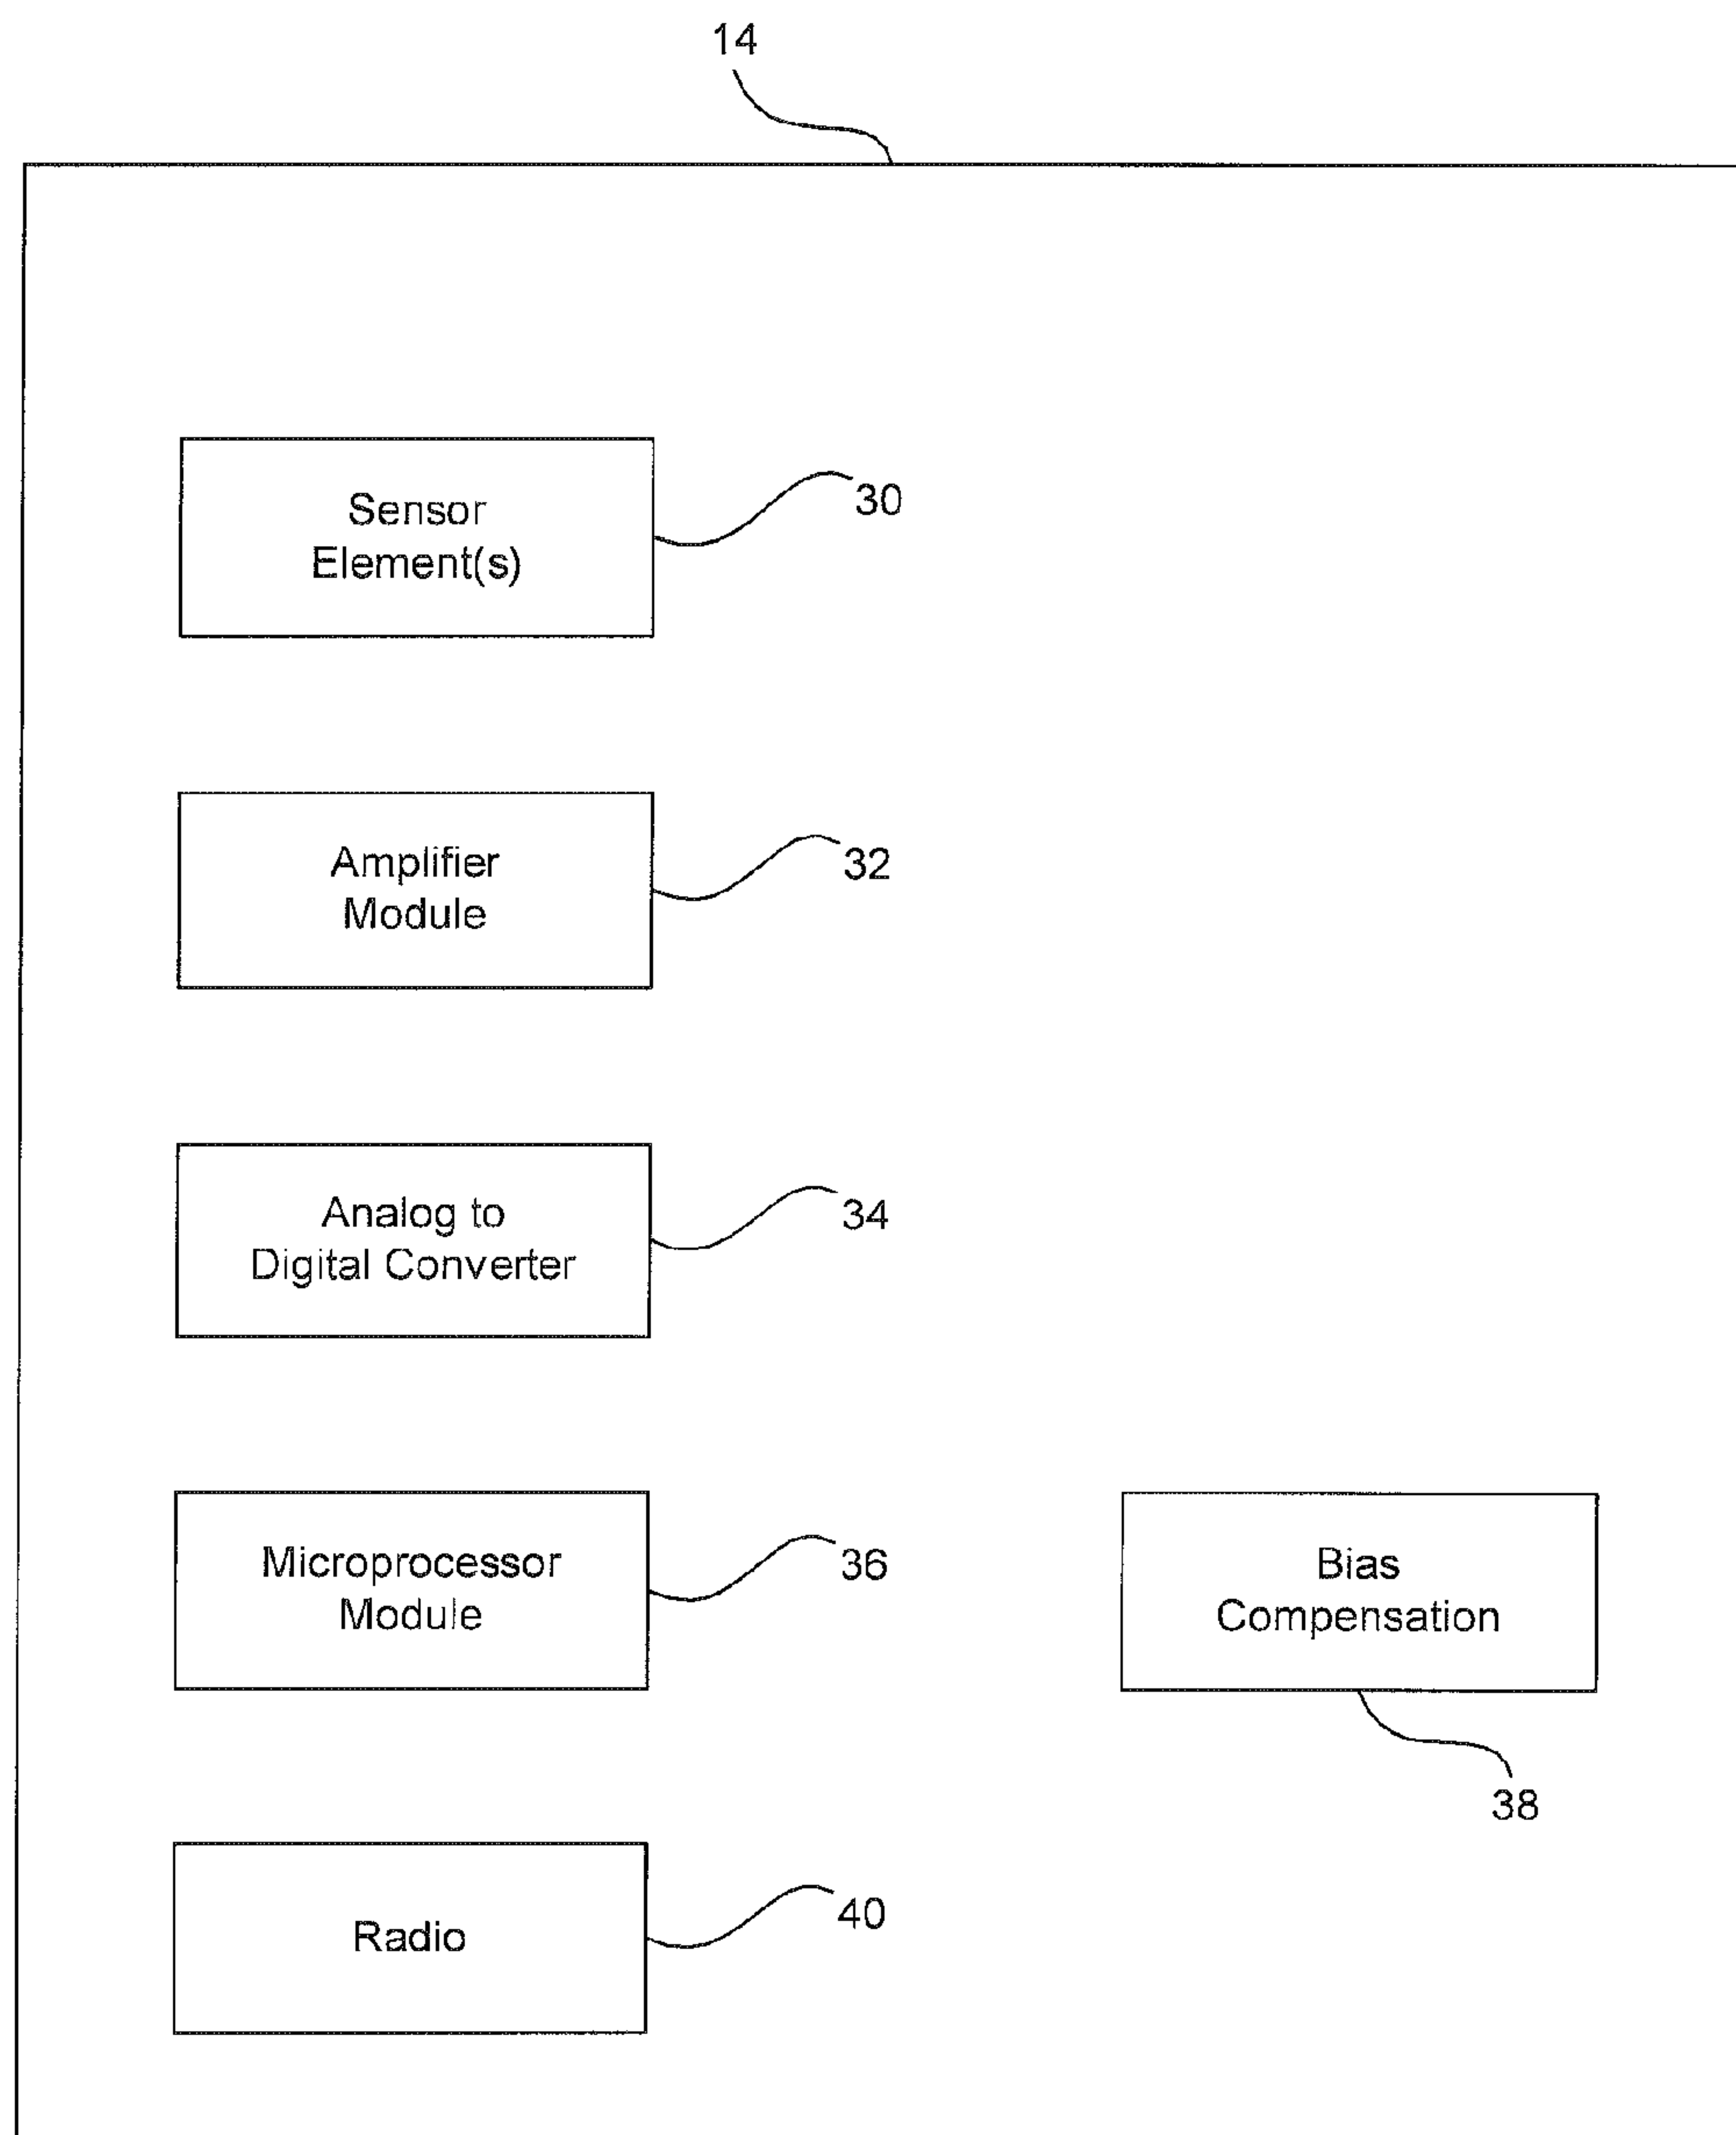 14
Sensor
Element(s)
30
Amplifier
Module
32
Analog to
Digital Converter
34
Microprocessor
Module
36
Bias
Compensation
38
Radio
40